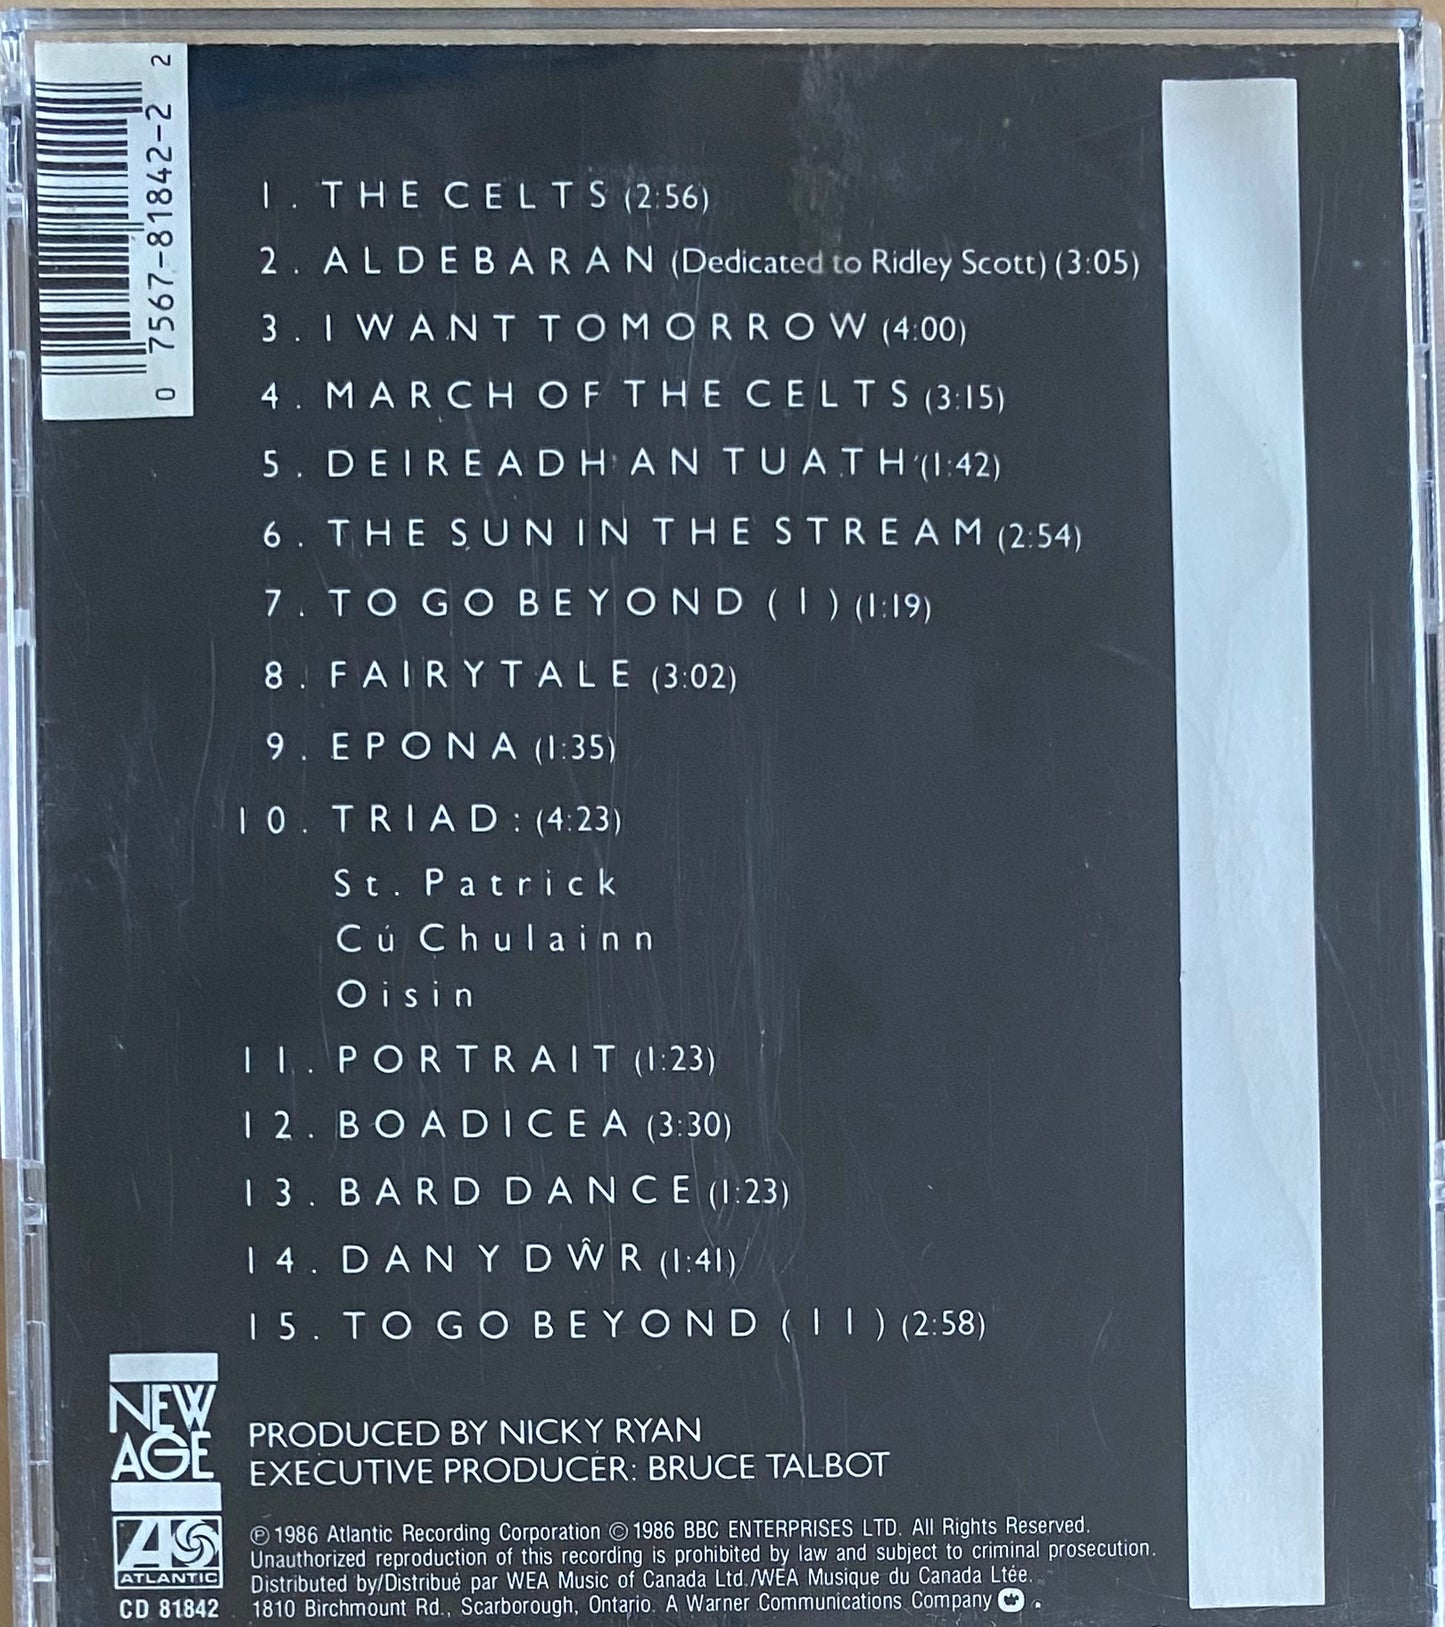 0 7567-81842-2 2
1. THE CELTS (2:56)
2. ALDEBARAN (Dedicated to Ridley Scott) (3:05)
3. I WANT TOMORROW (4:00)
4. MARCH OF THE CELTS (3:15)
5. DEIREADH AN TUATH (1:42)
6. THE SUN IN THE STREAM (2:54)
7. TO GO BEYOND (I) (1:19)
8. FAIRYTALE (3:02)
9. EPONA (1:35)
10. TRIAD: (4:23)
St. Patrick
Cú Chulainn
Oisin
11. PORTRAIT (1:23)
12. BOADICEA (3:30)
13. BARD DANCE (1:23)
14. DAN Y DŴR (1:41)
15. TO GO BEYOND (II) (2:58)
NEW
AGE
PRODUCED BY NICKY RYAN
EXECUTIVE PRODUCER: BRUCE TALBOT
ATLANTIC
CD 81842
℗ 1986 Atlantic Recording Corporation © 1986 BBC ENTERPRISES LTD. All Rights Reserved.
Unauthorized reproduction of this recording is prohibited by law and subject to criminal prosecution.
Distributed by/Distribué par WEA Music of Canada Ltd./WEA Musique du Canada Ltée.
1810 Birchmount Rd., Scarborough, Ontario. A Warner Communications Company